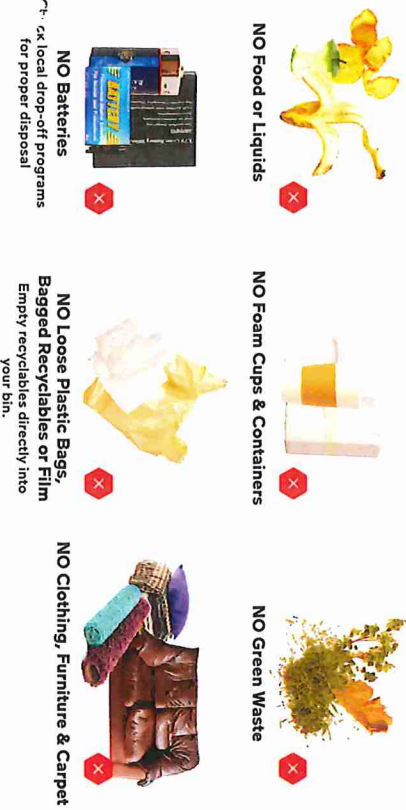 NO Food or Liquids
NO Foam Cups & Containers
NO Green Waste
NO Batteries
local drop-off programs
for proper disposal
NO Loose Plastic Bags,
Bagged Recyclables or Film
Empty recyclables directly into
your bin.
NO Clothing, Furniture & Carpet